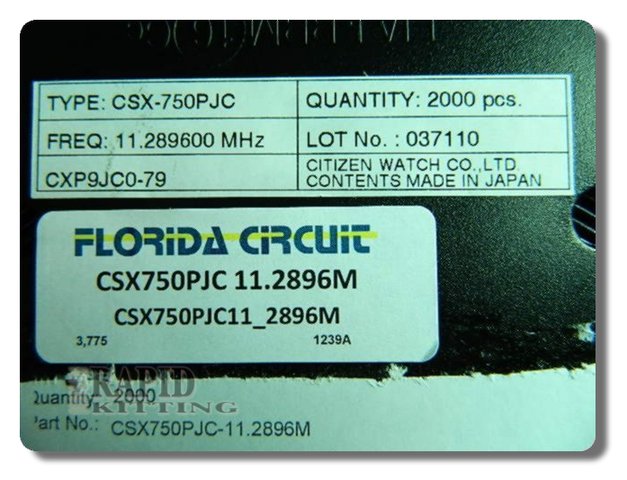 TYPE: CSX-750PJC
QUANTITY: 2000 pcs.
FREQ: 11.289600 MHz
LOT No. : 037110
CXP9JC0-79
CITIZEN WATCH CO.,LTD
CONTENTS MADE IN JAPAN
FLORIDA CIRCUIT
CSX750PJC 11.2896M
CSX750PJC11_2896M
3,775
1239A
RAPID
KITTING
uantity: 2000
art No.: CSX750PJC-11.2896M